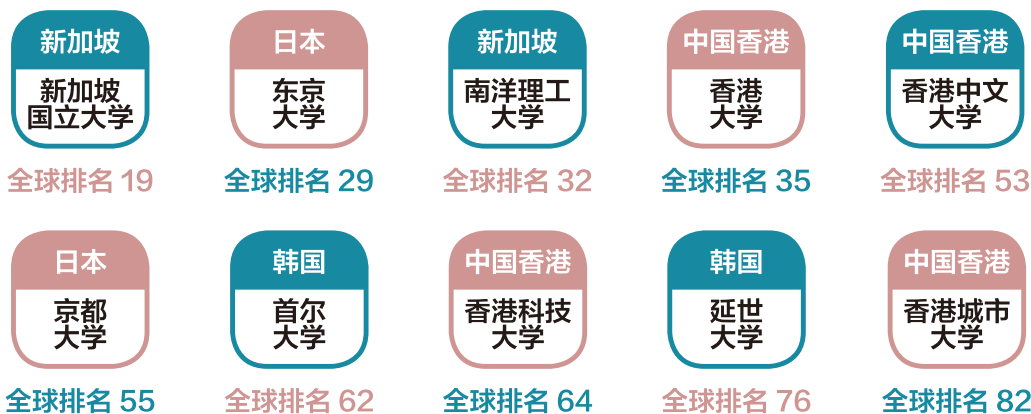 新加坡
新加坡
国立大学
全球排名 19
日本
东京
大学
全球排名 29
新加坡
南洋理工
大学
全球排名 32
中国香港
香港
大学
全球排名 35
中国香港
香港中文
大学
全球排名 53
日本
京都
大学
全球排名 55
韩国
首尔
大学
全球排名 62
中国香港
香港科技
大学
全球排名 64
韩国
延世
大学
全球排名 76
中国香港
香港城市
大学
全球排名 82